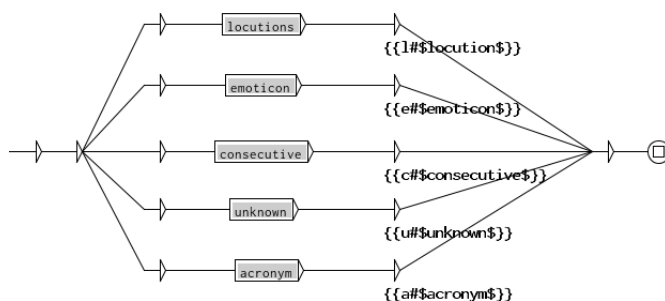 locutions
{{l#$locution$}}
emoticon
{{e#$emoticon$}}
consecutive
{{c#$consecutive$}}
unknown
{{u#$unknown$}}
acronym
{{a#$acronym$}}